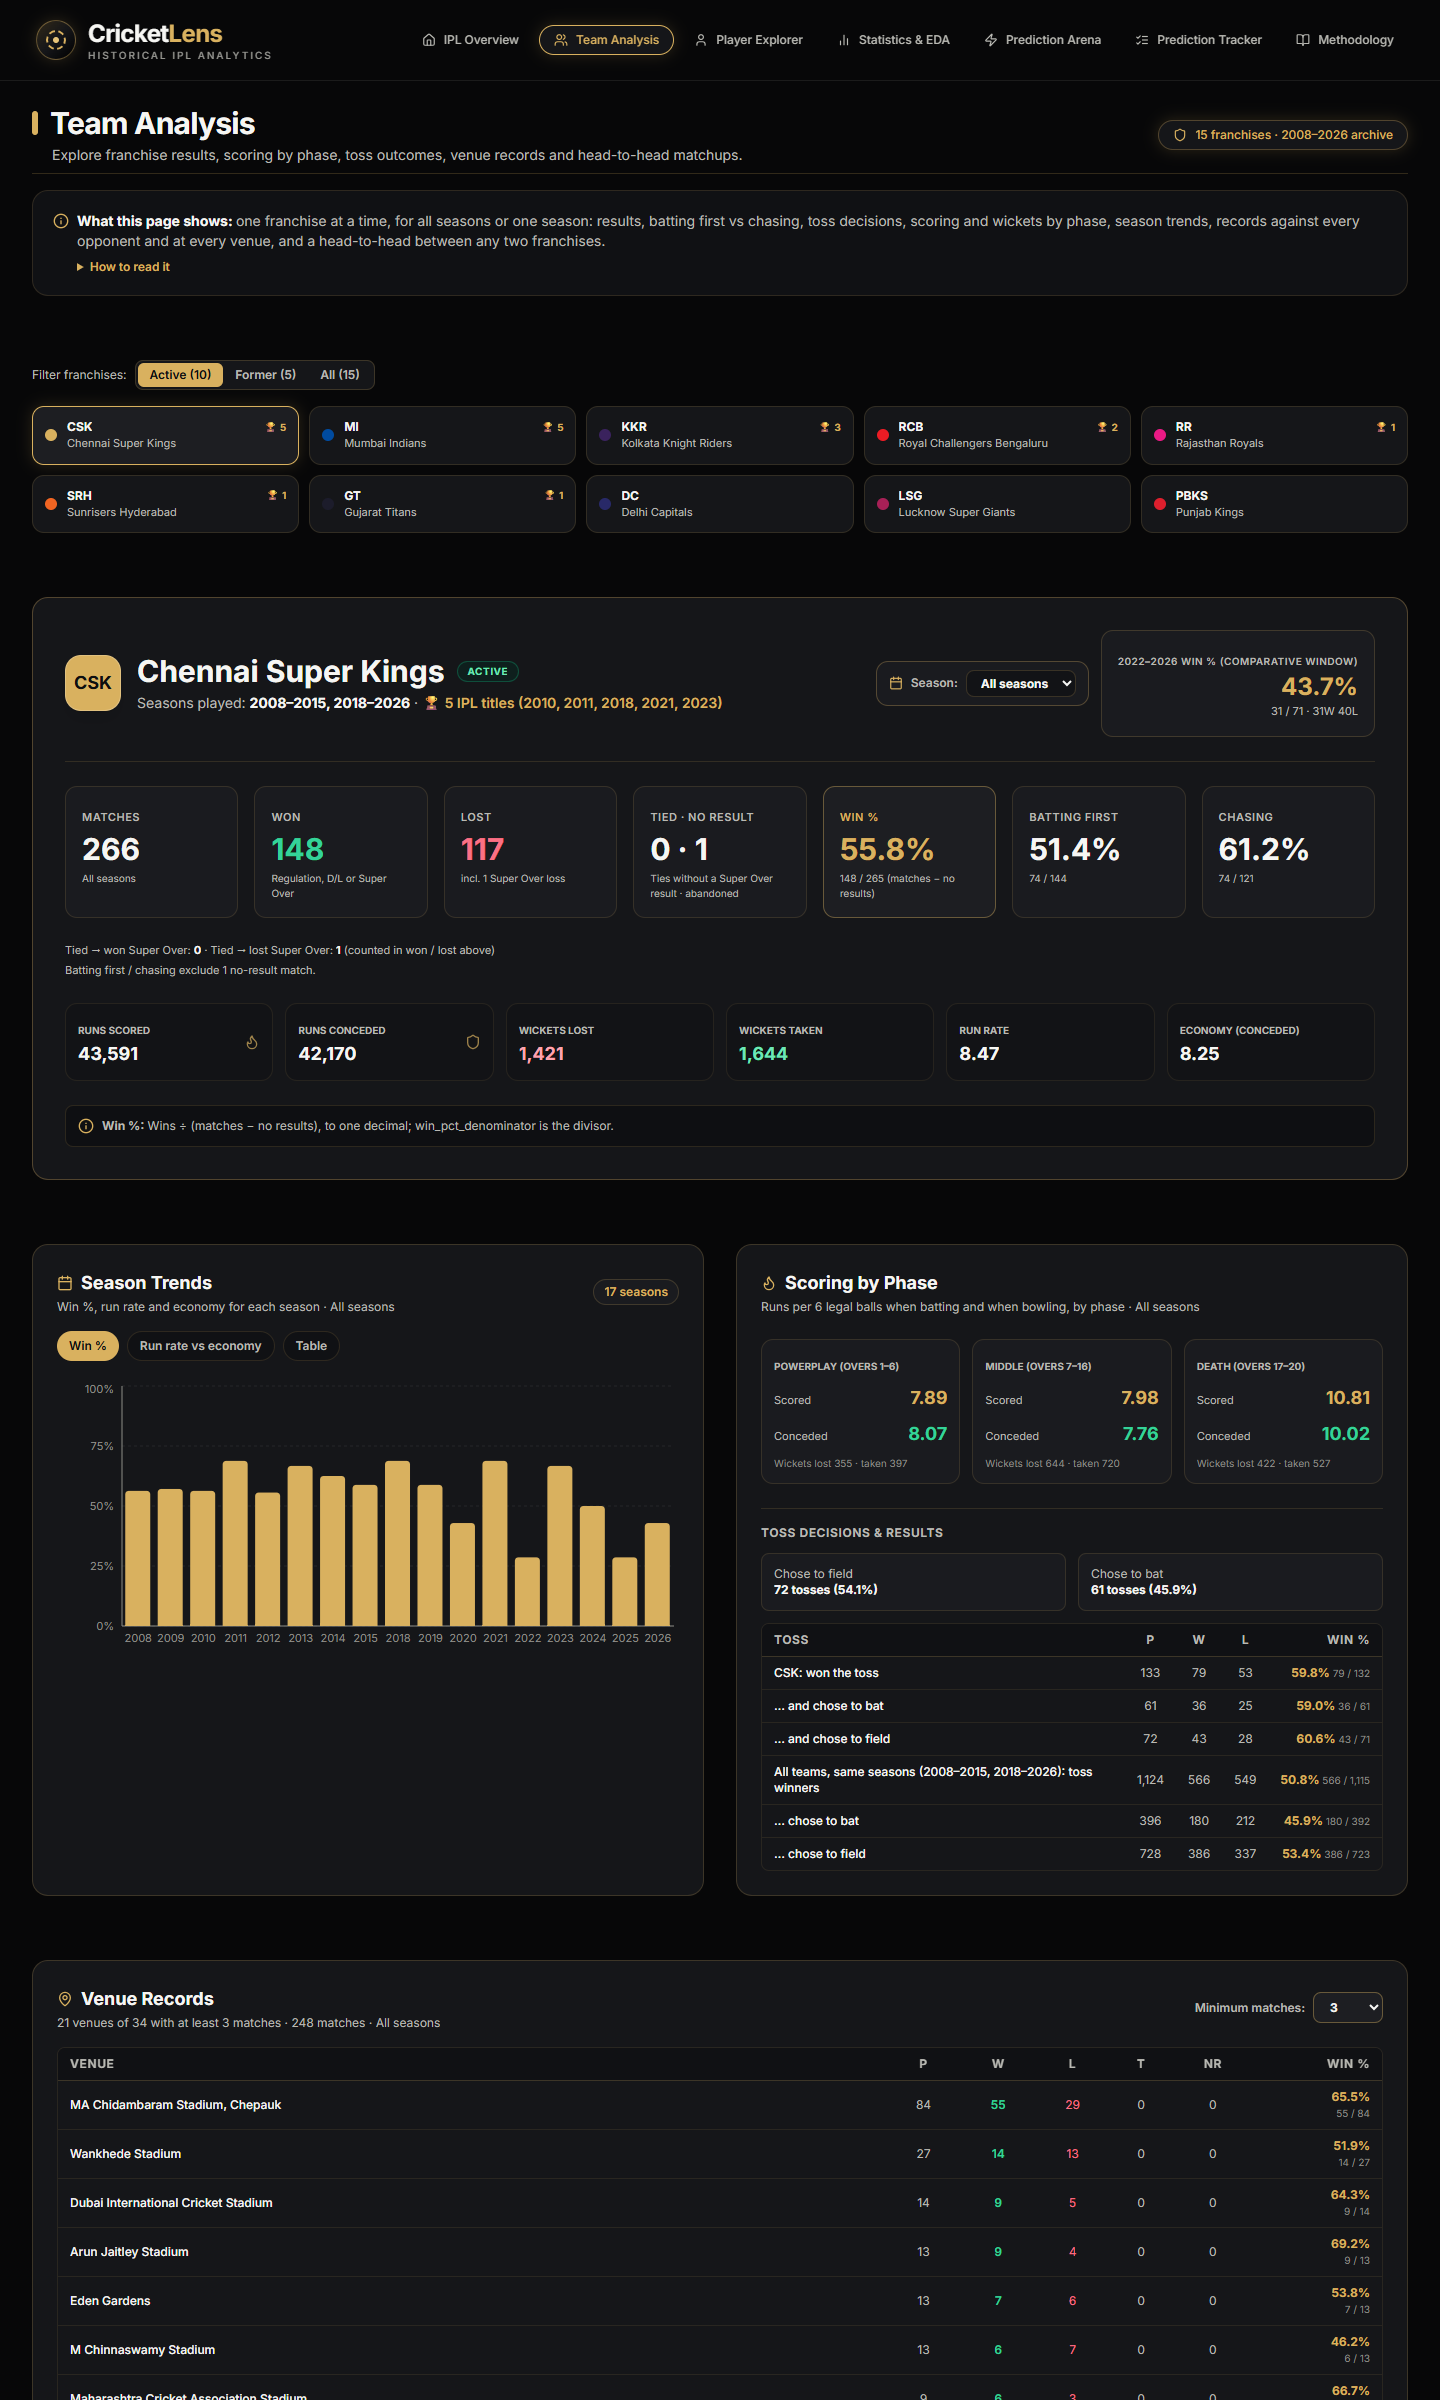 CricketLens
HISTORICAL IPL ANALYTICS
IPL Overview
Team Analysis
Player Explorer
Statistics & EDA
Prediction Arena
Prediction Tracker
Methodology
Team Analysis
Explore franchise results, scoring by phase, toss outcomes, venue records and head-to-head matchups.
15 franchises · 2008–2026 archive
What this page shows: one franchise at a time, for all seasons or one season: results, batting first vs chasing, toss decisions, scoring and wickets by phase, season trends, records against every
opponent and at every venue, and a head-to-head between any two franchises.
How to read it
Filter franchises: Active (10) Former (5) All (15)
CSK 5
Chennai Super Kings
MI 5
Mumbai Indians
KKR 3
Kolkata Knight Riders
RCB 2
Royal Challengers Bengaluru
RR 1
Rajasthan Royals
SRH 1
Sunrisers Hyderabad
GT 1
Gujarat Titans
DC
Delhi Capitals
LSG
Lucknow Super Giants
PBKS
Punjab Kings
CSK
Chennai Super Kings ACTIVE
Seasons played: 2008–2015, 2018–2026 · 5 IPL titles (2010, 2011, 2018, 2021, 2023)
Season: All seasons
2022–2026 WIN % (COMPARATIVE WINDOW)
43.7%
31 / 71 · 31W 40L
MATCHES
266
All seasons
WON
148
Regulation, D/L or Super
Over
LOST
117
incl. 1 Super Over loss
TIED · NO RESULT
0 · 1
Ties without a Super Over
result · abandoned
WIN %
55.8%
148 / 265 (matches − no
results)
BATTING FIRST
51.4%
74 / 144
CHASING
61.2%
74 / 121
Tied → won Super Over: 0 · Tied → lost Super Over: 1 (counted in won / lost above)
Batting first / chasing exclude 1 no-result match.
RUNS SCORED
43,591
RUNS CONCEDED
42,170
WICKETS LOST
1,421
WICKETS TAKEN
1,644
RUN RATE
8.47
ECONOMY (CONCEDED)
8.25
Win %: Wins ÷ (matches − no results), to one decimal; win_pct_denominator is the divisor.
Season Trends
Win %, run rate and economy for each season · All seasons
17 seasons
Win % Run rate vs economy Table
100%
75%
50%
25%
0%
2008 2009 2010 2011 2012 2013 2014 2015 2018 2019 2020 2021 2022 2023 2024 2025 2026
Scoring by Phase
Runs per 6 legal balls when batting and when bowling, by phase · All seasons
POWERPLAY (OVERS 1–6)
Scored 7.89
Conceded 8.07
Wickets lost 355 · taken 397
MIDDLE (OVERS 7–16)
Scored 7.98
Conceded 7.76
Wickets lost 644 · taken 720
DEATH (OVERS 17–20)
Scored 10.81
Conceded 10.02
Wickets lost 422 · taken 527
TOSS DECISIONS & RESULTS
Chose to field
72 tosses (54.1%)
Chose to bat
61 tosses (45.9%)
TOSS P W L WIN %
CSK: won the toss 133 79 53 59.8% 79 / 132
... and chose to bat 61 36 25 59.0% 36 / 61
... and chose to field 72 43 28 60.6% 43 / 71
All teams, same seasons (2008–2015, 2018–2026): toss
winners 1,124 566 549 50.8% 566 / 1,115
... chose to bat 396 180 212 45.9% 180 / 392
... chose to field 728 386 337 53.4% 386 / 723
Venue Records
21 venues of 34 with at least 3 matches · 248 matches · All seasons
Minimum matches: 3
VENUE P W L T NR WIN %
MA Chidambaram Stadium, Chepauk 84 55 29 0 0 65.5%
55 / 84
Wankhede Stadium 27 14 13 0 0 51.9%
14 / 27
Dubai International Cricket Stadium 14 9 5 0 0 64.3%
9 / 14
Arun Jaitley Stadium 13 9 4 0 0 69.2%
9 / 13
Eden Gardens 13 7 6 0 0 53.8%
7 / 13
M Chinnaswamy Stadium 13 6 7 0 0 46.2%
6 / 13
Maharashtra Cricket Association Stadium 9 6 3 0 0 66.7%